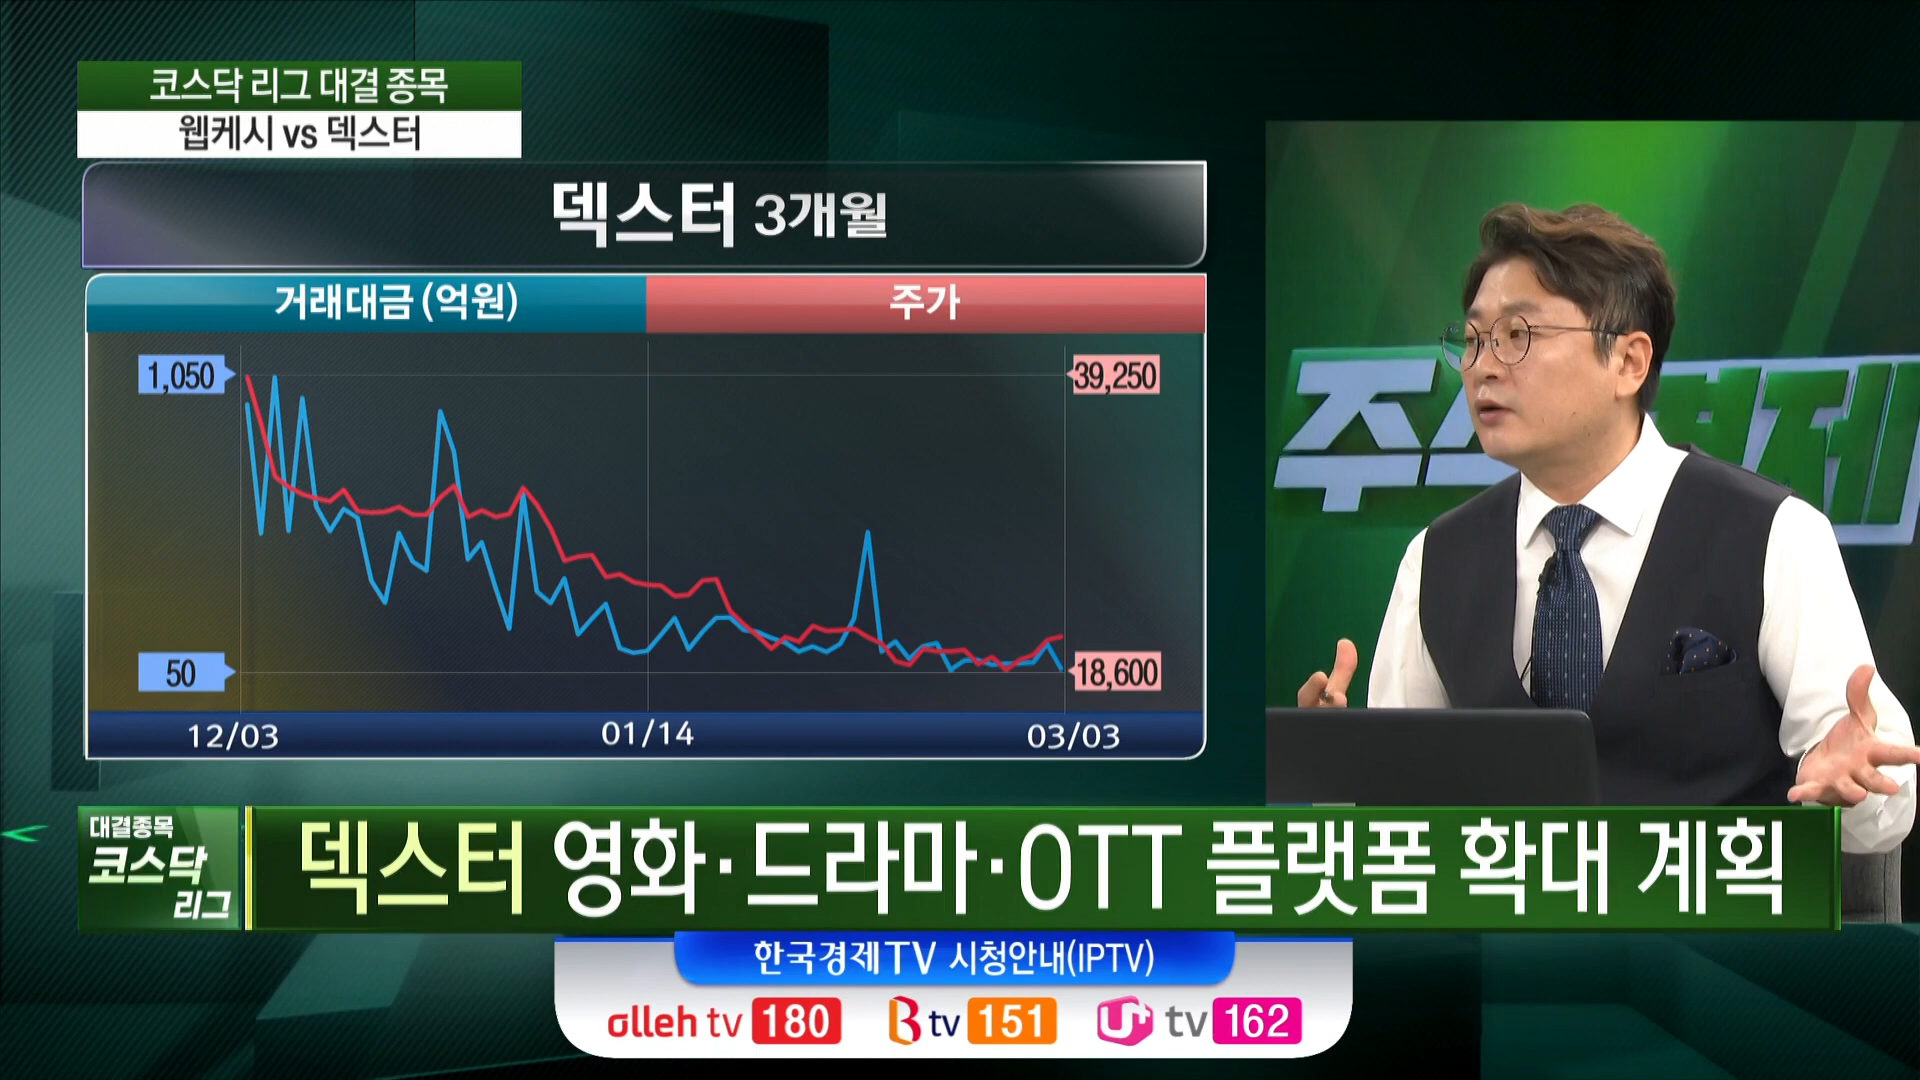 코스닥 리그 대결 종목
웹케시 vs 덱스터
덱스터 3개월
거래대금 (억원)
주가
1,050
39,250
50
18,600
12/03
01/14
03/03
대결종목
코스닥
리그
덱스터 영화·드라마·OTT 플랫폼 확대 계획
한국경제TV 시청안내(IPTV)
olleh tv 180
B tv 151
U+ tv 162